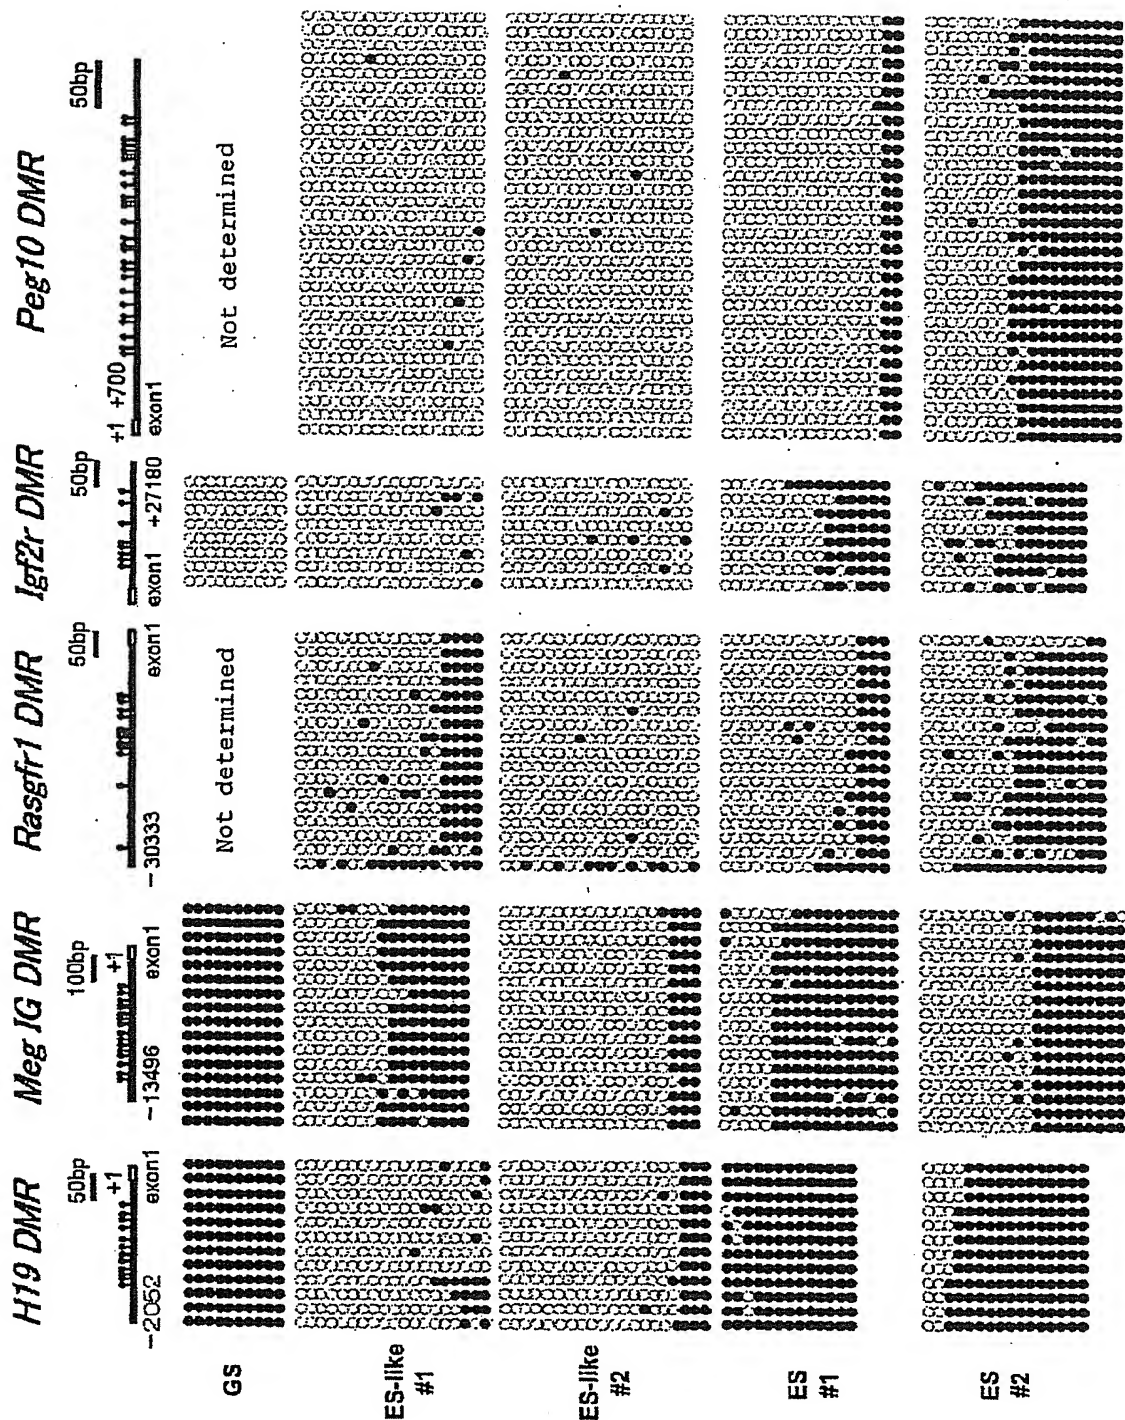 H19 DMR
50bp
+1
-2052
exon1
Meg IG DMR
100bp
+1
-13496
exon1
Rasgfr1 DMR
50bp
-30333
exon1
Igf2r DMR
50bp
exon1
+27180
Peg10 DMR
50bp
+1
+700
exon1
GS
Not determined
Not determined
ES-like
#1
ES-like
#2
ES
#1
ES
#2